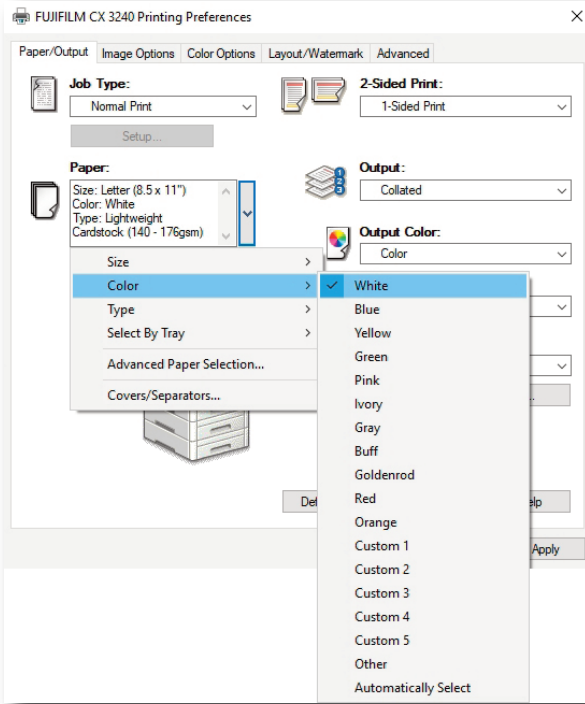 FUJIFILM CX 3240 Printing Preferences
Paper/Output Image Options Color Options Layout/Watermark Advanced
Job Type:
Normal Print
Setup...
2-Sided Print:
1-Sided Print
Paper:
Size: Letter (8.5 x 11")
Color: White
Type: Lightweight
Cardstock (140 - 176gsm)
Output:
Collated
1
2
3
Output Color:
Color
Size
Color
Type
Select By Tray
Advanced Paper Selection...
Covers/Separators...
White
Blue
Yellow
Green
Pink
Ivory
Gray
Buff
Goldenrod
Red
Orange
Custom 1
Custom 2
Custom 3
Custom 4
Custom 5
Other
Automatically Select
Apply